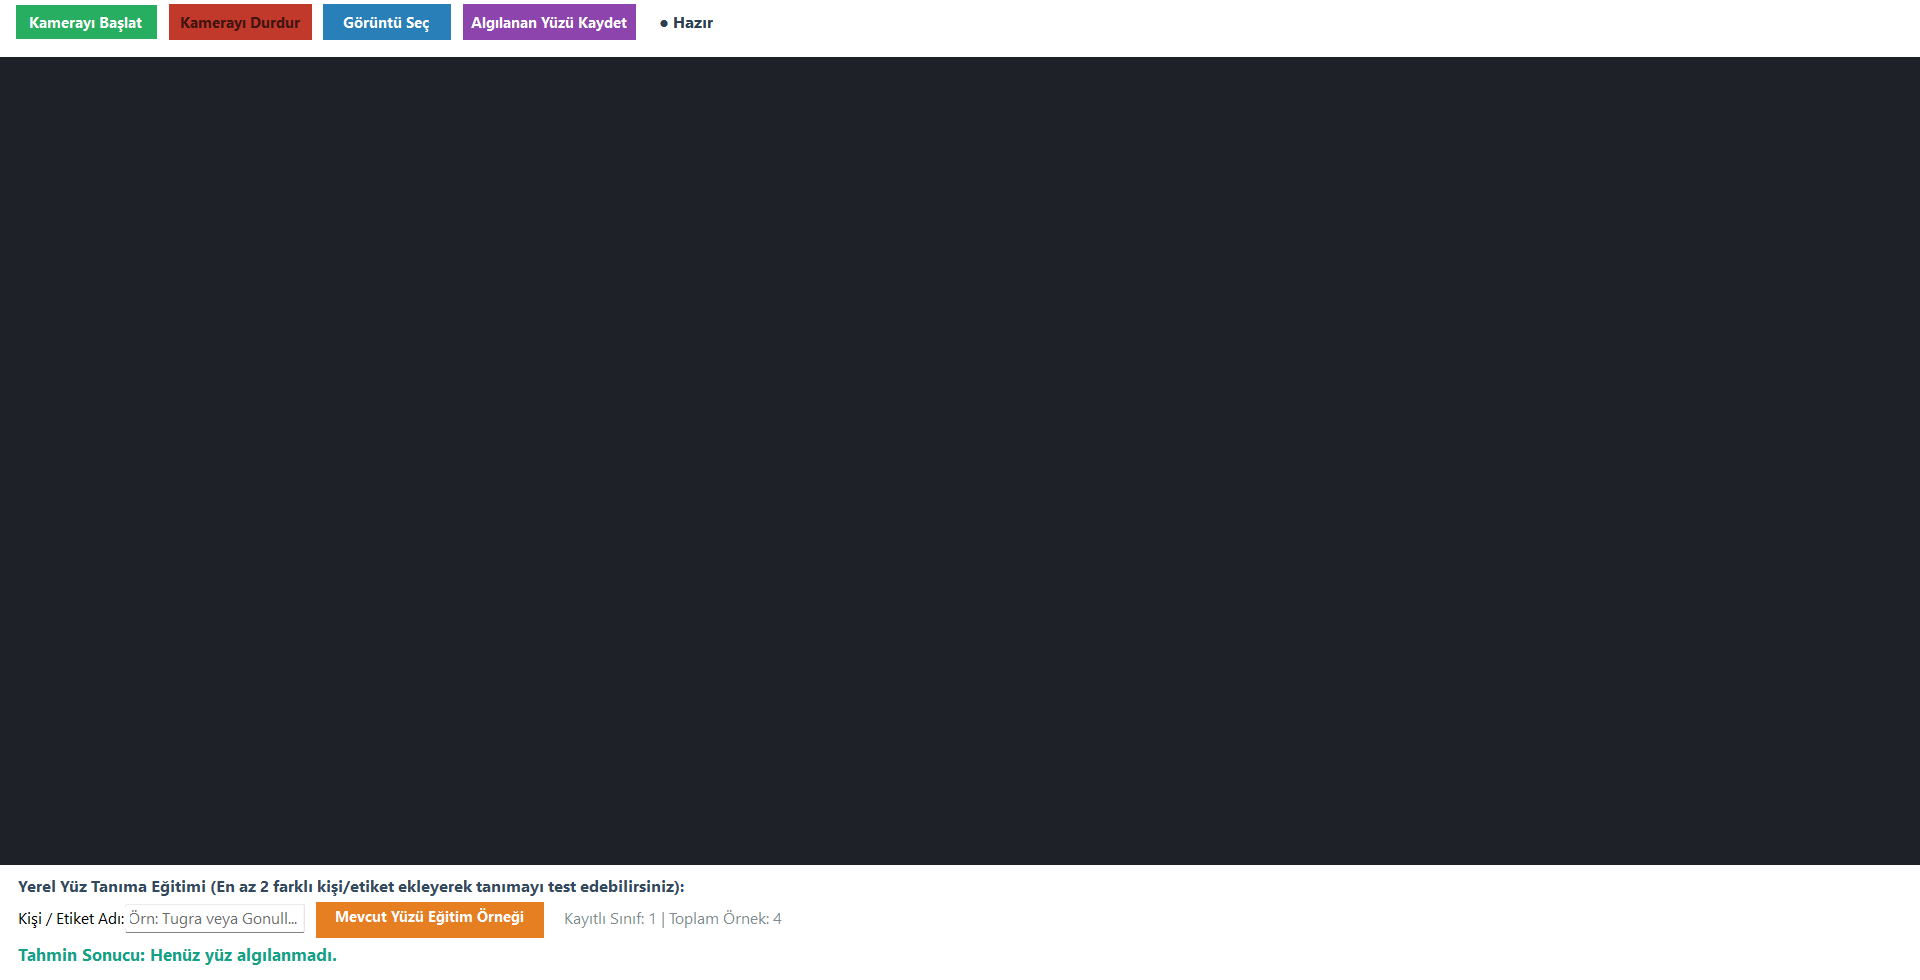 Kamerayı Başlat Kamerayı Durdur Görüntü Seç Algılanan Yüzü Kaydet ● Hazır
Yerel Yüz Tanıma Eğitimi (En az 2 farklı kişi/etiket ekleyerek tanımayı test edebilirsiniz):
Kişi / Etiket Adı: Örn: Tugra veya Gonull... Mevcut Yüzü Eğitim Örneği Kayıtlı Sınıf: 1 | Toplam Örnek: 4
Tahmin Sonucu: Henüz yüz algılanmadı.